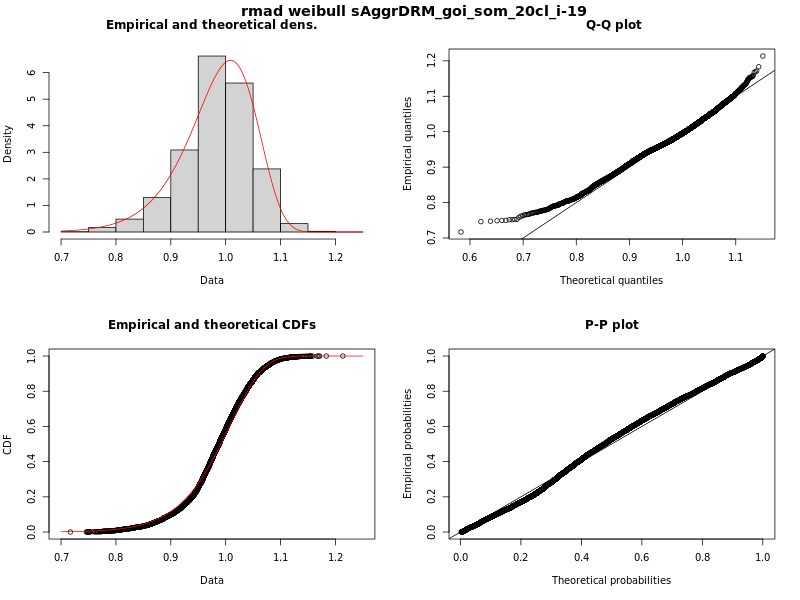 rmad weibull sAggrDRM_goi_som_20cl_i-19
Empirical and theoretical dens.
Density
0 1 2 3 4 5 6
0.7 0.8 0.9 1.0 1.1 1.2
Data
Q-Q plot
Empirical quantiles
0.7 0.8 0.9 1.0 1.1 1.2
0.6 0.7 0.8 0.9 1.0 1.1
Theoretical quantiles
Empirical and theoretical CDFs
CDF
0.0 0.2 0.4 0.6 0.8 1.0
0.7 0.8 0.9 1.0 1.1 1.2
Data
P-P plot
Empirical probabilities
0.0 0.2 0.4 0.6 0.8 1.0
0.0 0.2 0.4 0.6 0.8 1.0
Theoretical probabilities